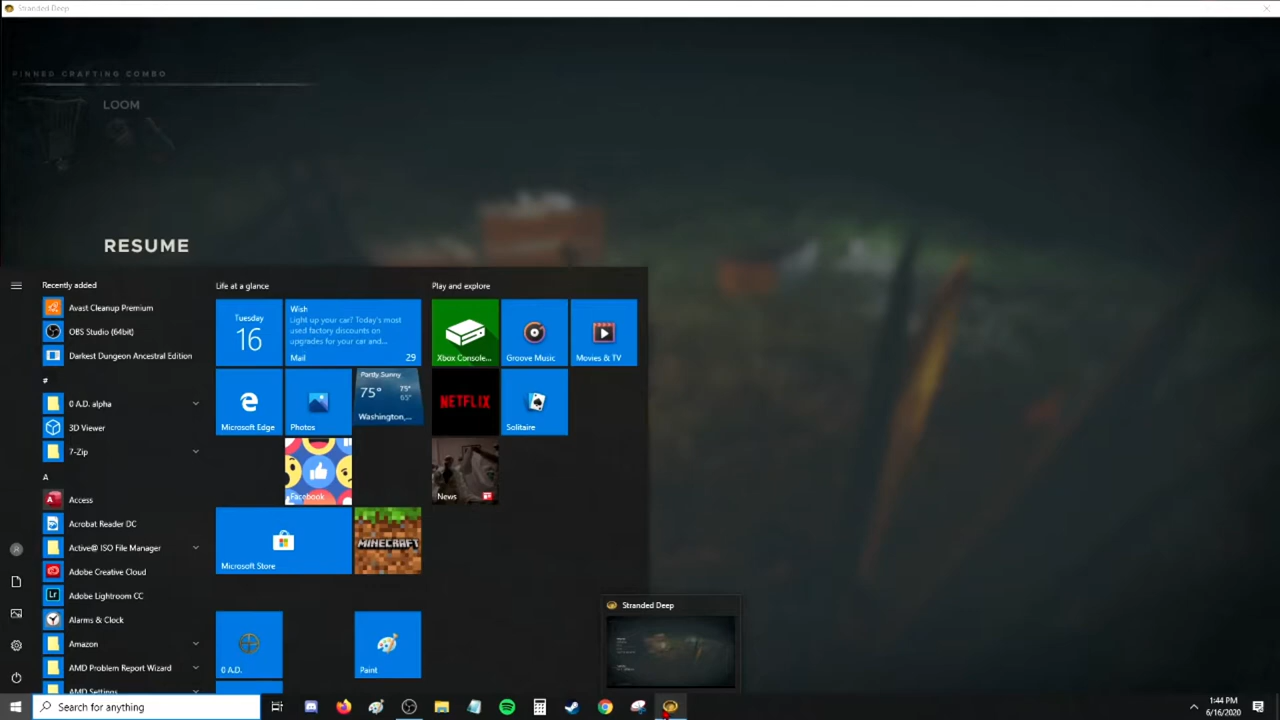 Stranded Deep
PINNED CRAFTING COMBO
LOOM
RESUME
Recently added
Avast Cleanup Premium
OBS Studio (64bit)
Darkest Dungeon Ancestral Edition
#
0 A.D. alpha
3D Viewer
7-Zip
A
Access
Acrobat Reader DC
Active@ ISO File Manager
Adobe Creative Cloud
Adobe Lightroom CC
Alarms & Clock
Amazon
AMD Problem Report Wizard
AMD Settings
Life at a glance
Tuesday
16
Wish
Light up your car? Today's most
used factory discounts on
upgrades for your car and...
Mail 29
Microsoft Edge
Photos
Partly Sunny
75° 75°
65°
Washington,...
Facebook
Microsoft Store
MINECRAFT
0 A.D.
Paint
Play and explore
Xbox Console...
Groove Music
Movies & TV
NETFLIX
Solitaire
News
Stranded Deep
Search for anything
1:44 PM
6/16/2020